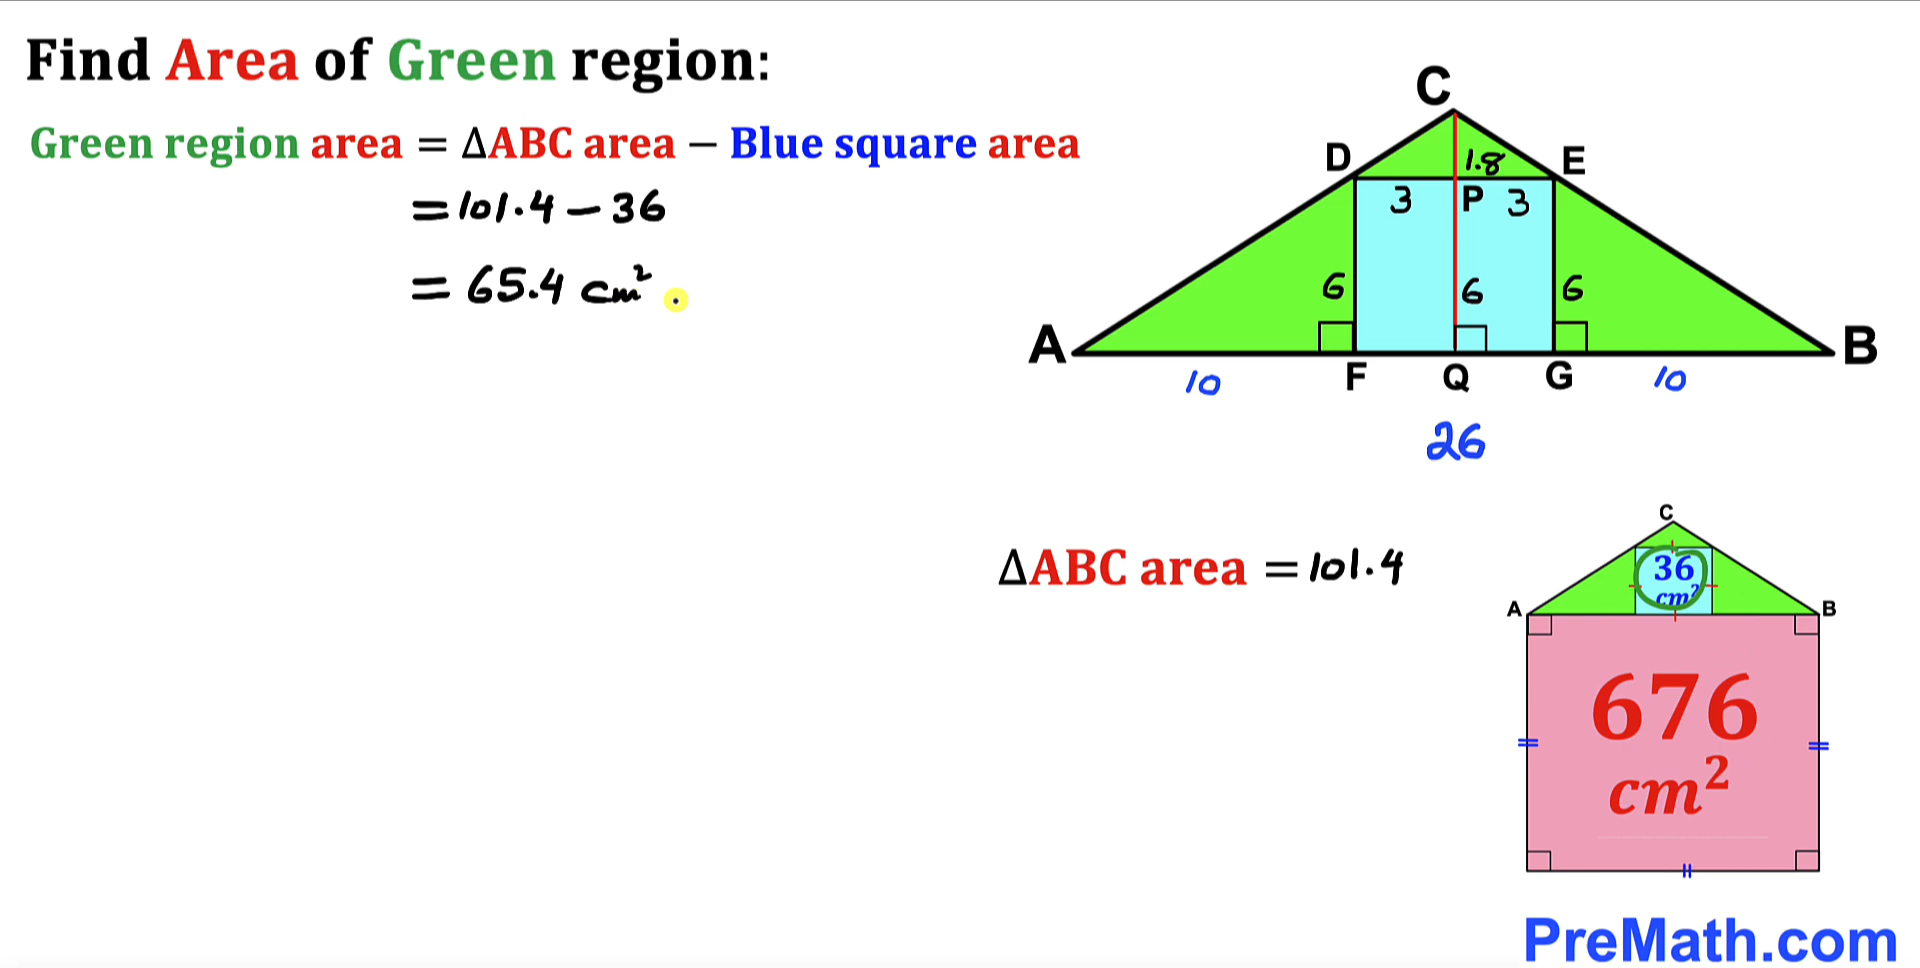 Find Area of Green region:
Green region area = ΔABC area − Blue square area
= 101.4 − 36
= 65.4 cm².
C
D
E
1.8
3
P
3
6
6
6
A
B
F
Q
G
10
10
26
ΔABC area = 101.4
C
36
cm²
A
B
676
cm²
PreMath.com